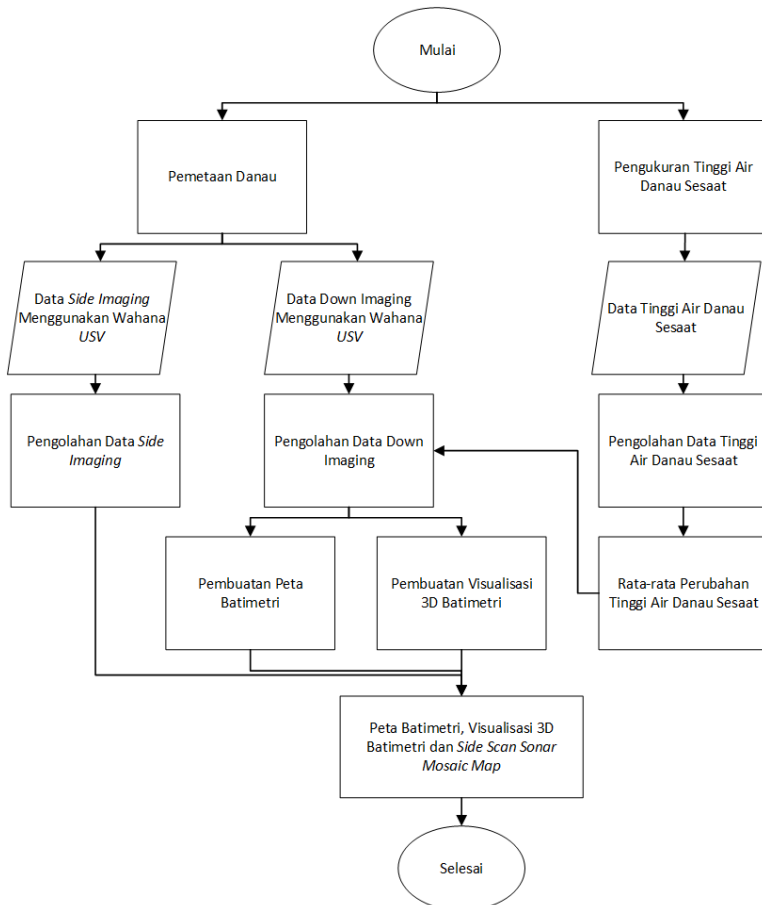 Mulai
Pemetaan Danau
Pengukuran Tinggi Air
Danau Sesaat
Data Side Imaging
Menggunakan Wahana
USV
Data Down Imaging
Menggunakan Wahana
USV
Data Tinggi Air Danau
Sesaat
Pengolahan Data Side
Imaging
Pengolahan Data Down
Imaging
Pengolahan Data Tinggi
Air Danau Sesaat
Pembuatan Peta
Batimetri
Pembuatan Visualisasi
3D Batimetri
Rata-rata Perubahan
Tinggi Air Danau Sesaat
Peta Batimetri, Visualisasi 3D
Batimetri dan Side Scan Sonar
Mosaic Map
Selesai